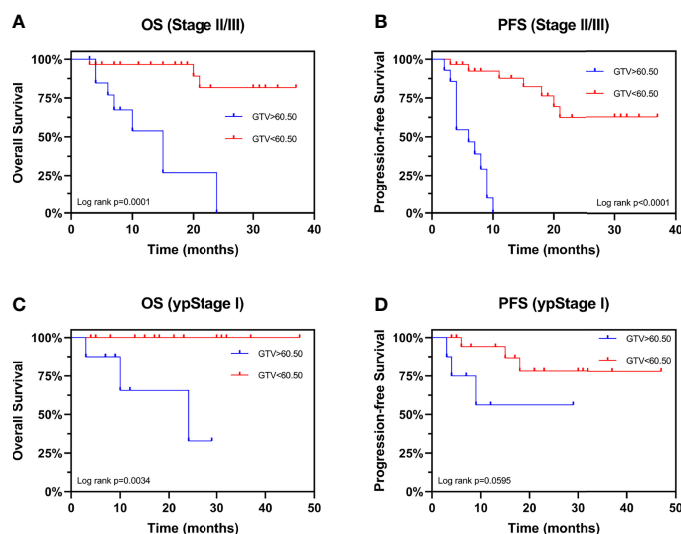 A
OS (Stage II/III)
100%
75%
50%
25%
0%
Overall Survival
GTV>60.50
GTV<60.50
Log rank p=0.0001
0
10
20
30
40
Time (months)
B
PFS (Stage II/III)
100%
75%
50%
25%
0%
Progression-free Survival
GTV>60.50
GTV<60.50
Log rank p<0.0001
0
10
20
30
40
Time (months)
C
OS (ypStage I)
100%
75%
50%
25%
0%
Overall Survival
GTV>60.50
GTV<60.50
Log rank p=0.0034
0
10
20
30
40
50
Time (months)
D
PFS (ypStage I)
100%
75%
50%
25%
0%
Progression-free Survival
GTV>60.50
GTV<60.50
Log rank p=0.0595
0
10
20
30
40
50
Time (months)